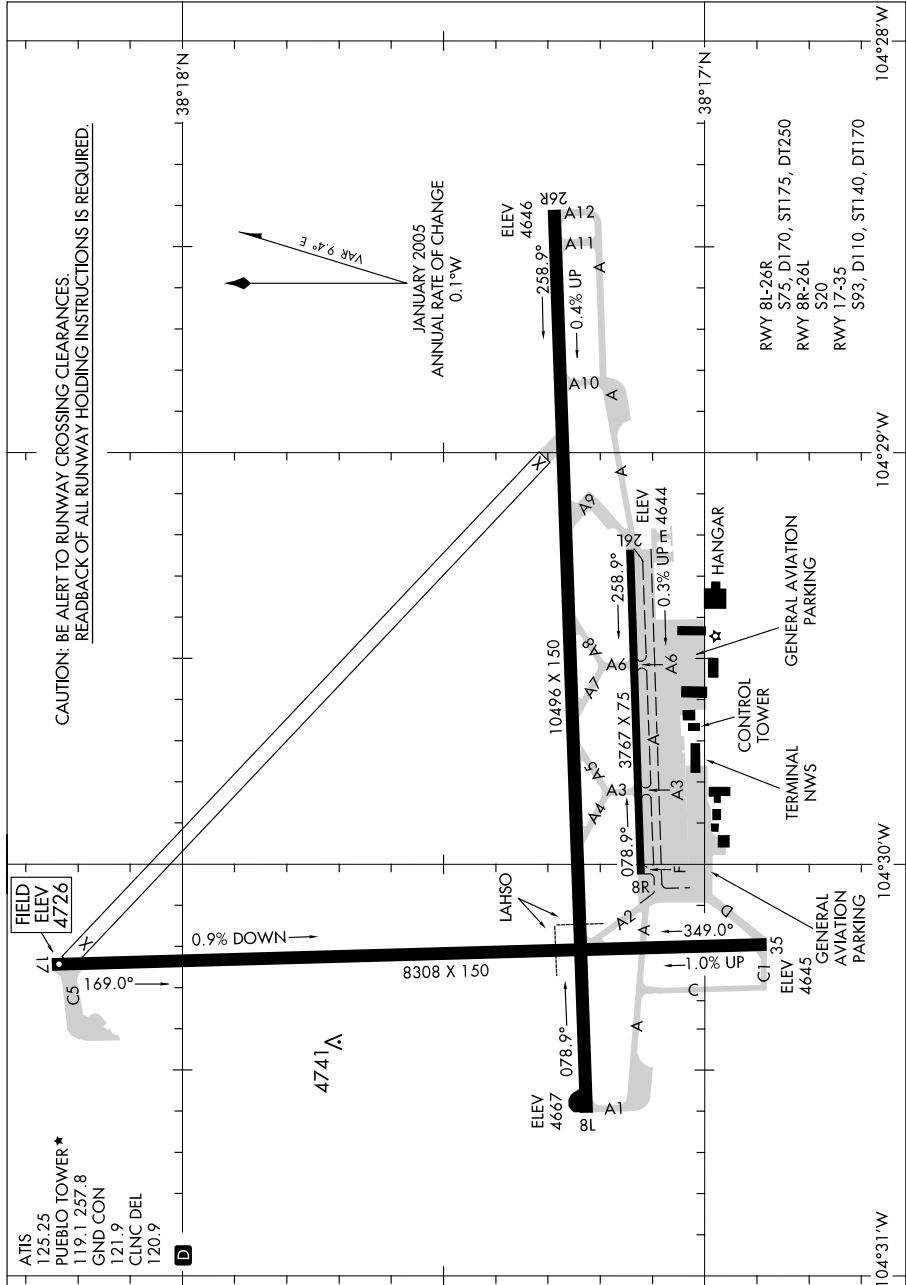 ATIS
125.25
PUEBLO TOWER★
119.1 257.8
GND CON
121.9
CLNC DEL
120.9
D
CAUTION: BE ALERT TO RUNWAY CROSSING CLEARANCES.
READBACK OF ALL RUNWAY HOLDING INSTRUCTIONS IS REQUIRED.
FIELD
ELEV
4726
17
C5
169.0°
X
0.9% DOWN
8308 X 150
4741
38°18'N
VAR 9.4° E
JANUARY 2005
ANNUAL RATE OF CHANGE
0.1°W
ELEV
4646
26R
A12
A11
A
258.9°
0.4% UP
A10
A
X
A
A9
10496 X 150
LAHSO
078.9°
ELEV
4667
8L
A1
A
A
A2
A4
A3
A5
A7
A8
A6
26L
ELEV
4644
258.9°
0.3% UP
m
3767 X 75
078.9°
8R
F
A3
A
A6
D
349.0°
1.0% UP
C
C1
35
ELEV
4645
38°17'N
HANGAR
GENERAL AVIATION
PARKING
CONTROL
TOWER
TERMINAL
NWS
GENERAL
AVIATION
PARKING
RWY 8L-26R
S75, D170, ST175, DT250
RWY 8R-26L
S20
RWY 17-35
S93, D110, ST140, DT170
104°31'W
104°30'W
104°29'W
104°28'W